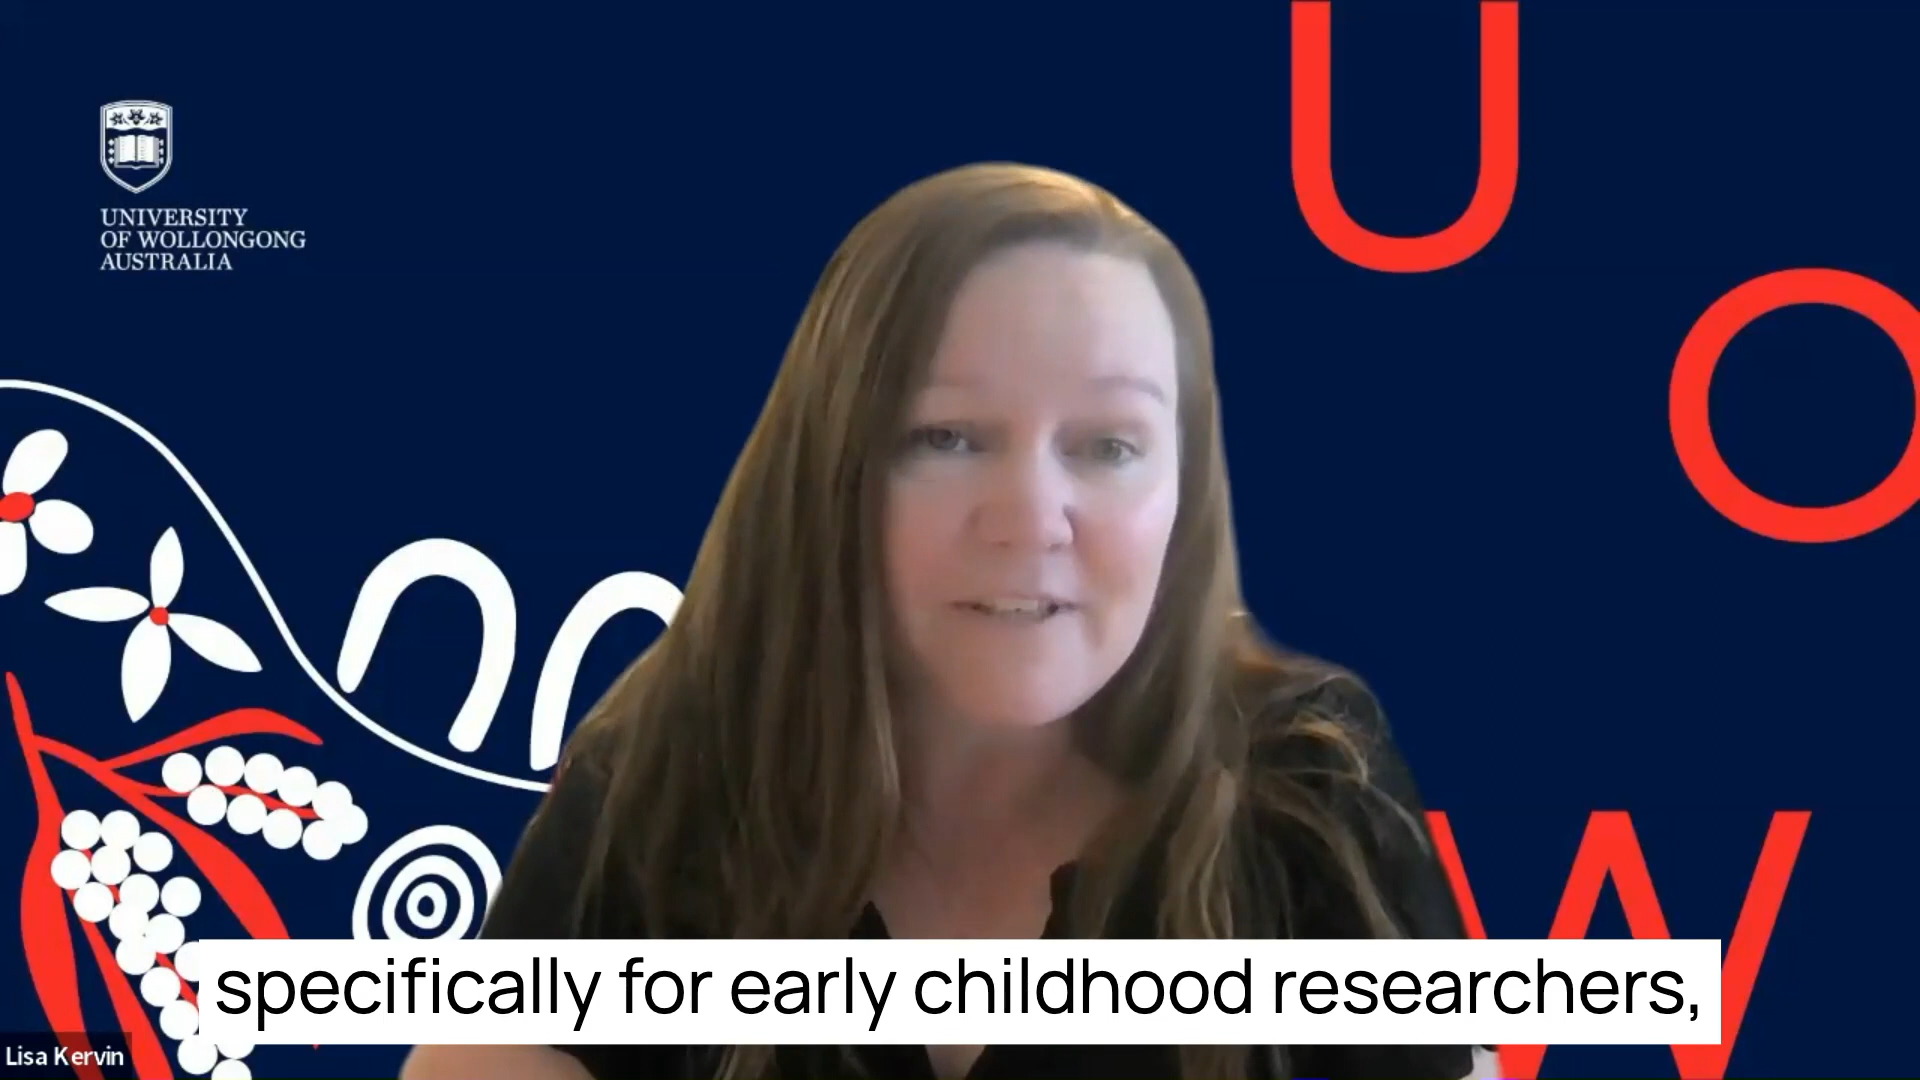 UNIVERSITY
OF WOLLONGONG
AUSTRALIA
U
O
W
specifically for early childhood researchers,
Lisa Kervin